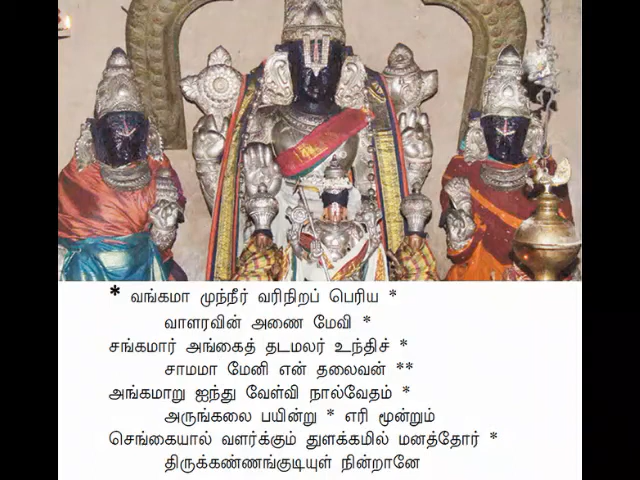 * வங்கமா முந்நீர் வரிநிறப் பெரிய *
வாளரவின் அணை மேவி *
சங்கமார் அங்கைத் தடமலர் உந்திச் *
சாமமா மேனி என் தலைவன் **
அங்கமாறு ஐந்து வேள்வி நால்வேதம் *
அருங்கலை பயின்று * எரி மூன்றும்
செங்கையால் வளர்க்கும் துளக்கமில் மனத்தோர் *
திருக்கண்ணங்குடியுள் நின்றானே